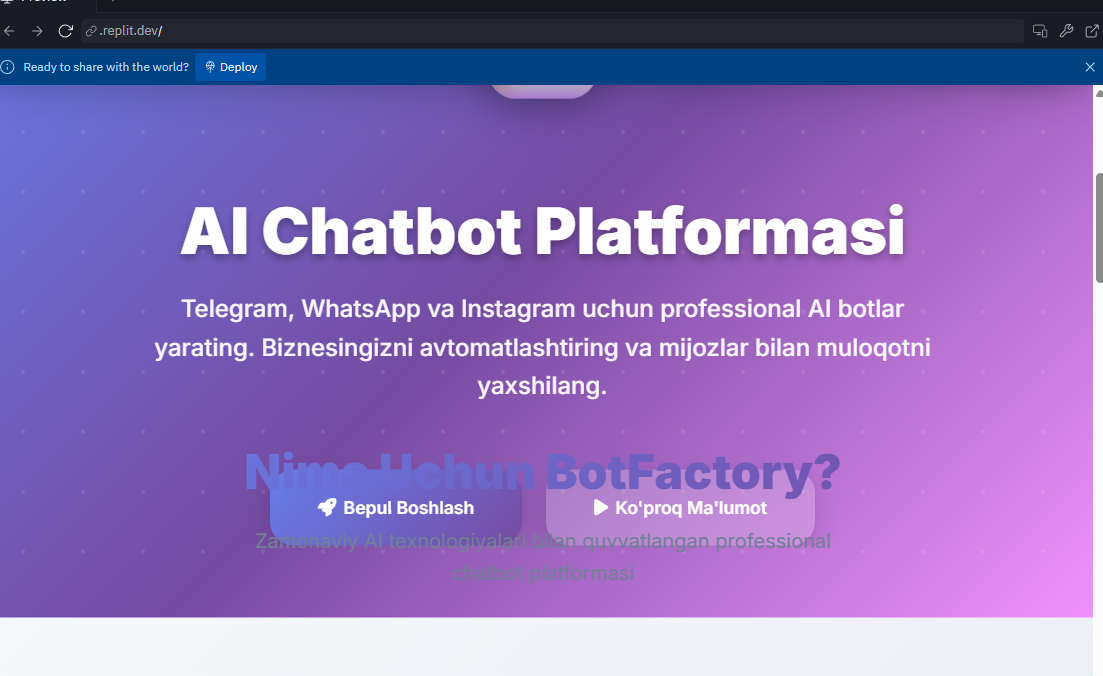 .replit.dev/
Ready to share with the world? Deploy
AI Chatbot Platformasi
Telegram, WhatsApp va Instagram uchun professional AI botlar
yarating. Biznesingizni avtomatlashtiring va mijozlar bilan muloqotni
yaxshilang.
Nima Uchun BotFactory?
Bepul Boshlash
Ko'proq Ma'lumot
Zamonaviy AI texnologiyalari bilan quvvatlangan professional
chatbot platformasi